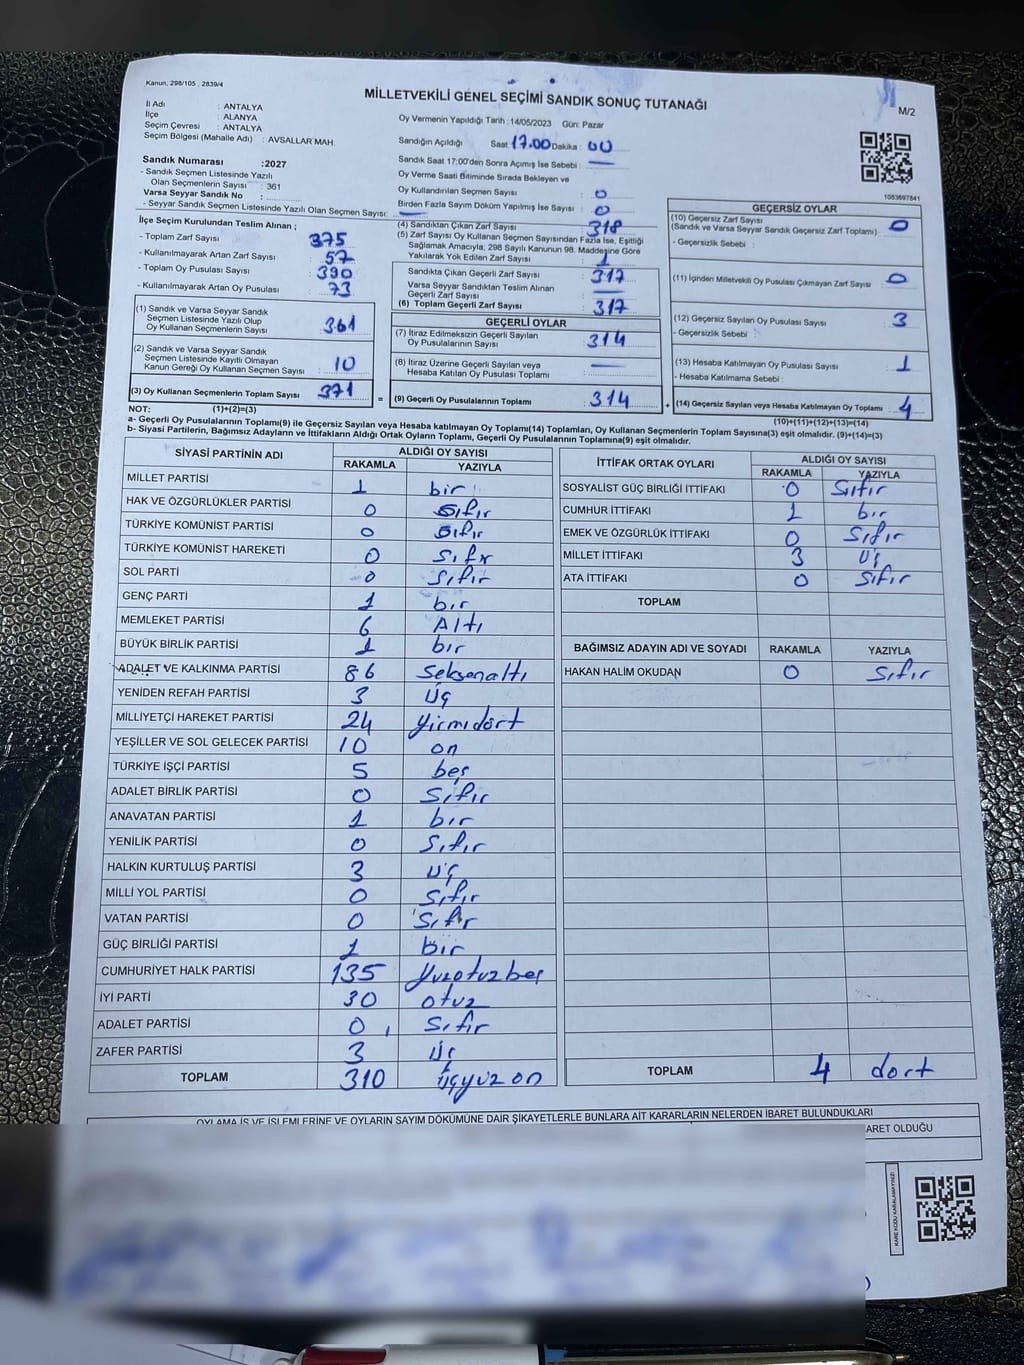 Kanun, 298/105 , 2839/4
MİLLETVEKİLİ GENEL SEÇİMİ SANDIK SONUÇ TUTANAĞI
M/2
İl Adı : ANTALYA
İlçe : ALANYA
Seçim Çevresi : ANTALYA
Seçim Bölgesi (Mahalle Adı) : AVSALLAR MAH.
Sandık Numarası :2027
- Sandık Seçmen Listesinde Yazılı
Olan Seçmenlerin Sayısı : 361
Varsa Seyyar Sandık No :
- Seyyar Sandık Seçmen Listesinde Yazılı Olan Seçmen Sayısı: —
Oy Vermenin Yapıldığı Tarih :14/05/2023 Gün: Pazar
Sandığın Açıldığı Saat 17.00 Dakika : 00
Sandık Saat 17:00'den Sonra Açımış İse Sebebi : —
Oy Verme Saati Bitiminde Sırada Bekleyen ve
Oy Kullandırılan Seçmen Sayısı : 0
Birden Fazla Sayım Döküm Yapılmış İse Sayısı : 0
1083697841
İlçe Seçim Kurulundan Teslim Alınan ;
- Toplam Zarf Sayısı : 375
- Kullanılmayarak Artan Zarf Sayısı : 57
- Toplam Oy Pusulası Sayısı : 390
- Kullanılmayarak Artan Oy Pusulası : 73
(1) Sandık ve Varsa Seyyar Sandık
Seçmen Listesinde Yazılı Olup
Oy Kullanan Seçmenlerin Sayısı : 361
(2) Sandık ve Varsa Seyyar Sandık
Seçmen Listesinde Kayıtlı Olmayan
Kanun Gereği Oy Kullanan Seçmen Sayısı : 10
(3) Oy Kullanan Seçmenlerin Toplam Sayısı : 371
(4) Sandıktan Çıkan Zarf Sayısı : 318
(5) Zarf Sayısı Oy Kullanan Seçmen Sayısından Fazla İse, Eşitliği
Sağlamak Amacıyla; 298 Sayılı Kanunun 98. Maddesine Göre
Yakılarak Yok Edilen Zarf Sayısı : 1
Sandıkta Çıkan Geçerli Zarf Sayısı : 317
Varsa Seyyar Sandıktan Teslim Alınan
Geçerli Zarf Sayısı : —
(6) Toplam Geçerli Zarf Sayısı : 317
GEÇERLİ OYLAR
(7) İtiraz Edilmeksizin Geçerli Sayılan
Oy Pusulalarının Sayısı : 314
(8) İtiraz Üzerine Geçerli Sayılan veya
Hesaba Katılan Oy Pusulası Toplamı : —
= (9) Geçerli Oy Pusulalarının Toplamı : 314
GEÇERSİZ OYLAR
(10) Geçersiz Zarf Sayısı
(Sandık ve Varsa Seyyar Sandık Geçersiz Zarf Toplamı) : 0
- Geçersizlik Sebebi :
(11) İçinden Milletvekili Oy Pusulası Çıkmayan Zarf Sayısı : 0
(12) Geçersiz Sayılan Oy Pusulası Sayısı : 3
- Geçersizlik Sebebi :
(13) Hesaba Katılmayan Oy Pusulası Sayısı : 1
- Hesaba Katılmama Sebebi :
+ (14) Geçersiz Sayılan veya Hesaba Katılmayan Oy Toplamı : 4
NOT: (1)+(2)=(3) (10)+(11)+(12)+(13)=(14)
a- Geçerli Oy Pusulalarının Toplamı(9) ile Geçersiz Sayılan veya Hesaba katılmayan Oy Toplamı(14) Toplamları, Oy Kullanan Seçmenlerin Toplam Sayısına(3) eşit olmalıdır. (9)+(14)=(3)
b- Siyasi Partilerin, Bağımsız Adayların ve İttifakların Aldığı Ortak Oyların Toplamı, Geçerli Oy Pusulalarının Toplamına(9) eşit olmalıdır.
SİYASİ PARTİNİN ADI ALDIĞI OY SAYISI
RAKAMLA YAZIYLA
MİLLET PARTİSİ 1 bir
HAK VE ÖZGÜRLÜKLER PARTİSİ 0 sıfır
TÜRKİYE KOMÜNİST PARTİSİ 0 sıfır
TÜRKİYE KOMÜNİST HAREKETİ 0 sıfır
SOL PARTİ 0 sıfır
GENÇ PARTİ 1 bir
MEMLEKET PARTİSİ 6 Altı
BÜYÜK BİRLİK PARTİSİ 1 bir
ADALET VE KALKINMA PARTİSİ 86 seksenaltı
YENİDEN REFAH PARTİSİ 3 üç
MİLLİYETÇİ HAREKET PARTİSİ 24 yirmidört
YEŞİLLER VE SOL GELECEK PARTİSİ 10 on
TÜRKİYE İŞÇİ PARTİSİ 5 beş
ADALET BİRLİK PARTİSİ 0 sıfır
ANAVATAN PARTİSİ 1 bir
YENİLİK PARTİSİ 0 sıfır
HALKIN KURTULUŞ PARTİSİ 3 üç
MİLLİ YOL PARTİSİ 0 sıfır
VATAN PARTİSİ 0 sıfır
GÜÇ BİRLİĞİ PARTİSİ 1 bir
CUMHURİYET HALK PARTİSİ 135 Yuzotuzbeş
İYİ PARTİ 30 otuz
ADALET PARTİSİ 0 sıfır
ZAFER PARTİSİ 3 üç
TOPLAM 310 üçyuzon
İTTİFAK ORTAK OYLARI ALDIĞI OY SAYISI
RAKAMLA YAZIYLA
SOSYALİST GÜÇ BİRLİĞİ İTTİFAKI 0 Sıfır
CUMHUR İTTİFAKI 1 bir
EMEK VE ÖZGÜRLÜK İTTİFAKI 0 Sıfır
MİLLET İTTİFAKI 3 üç
ATA İTTİFAKI 0 sıfır
TOPLAM
BAĞIMSIZ ADAYIN ADI VE SOYADI RAKAMLA YAZIYLA
HAKAN HALİM OKUDAN 0 sıfır
TOPLAM 4 dort
OYLAMA İŞ VE İŞLEMLERİNE VE OYLARIN SAYIM DÖKÜMÜNE DAİR ŞİKAYETLERLE BUNLARA AİT KARARLARIN NELERDEN İBARET BULUNDUKLARI
ARET OLDUĞU
KARE KODU KARALAMAYINIZ!